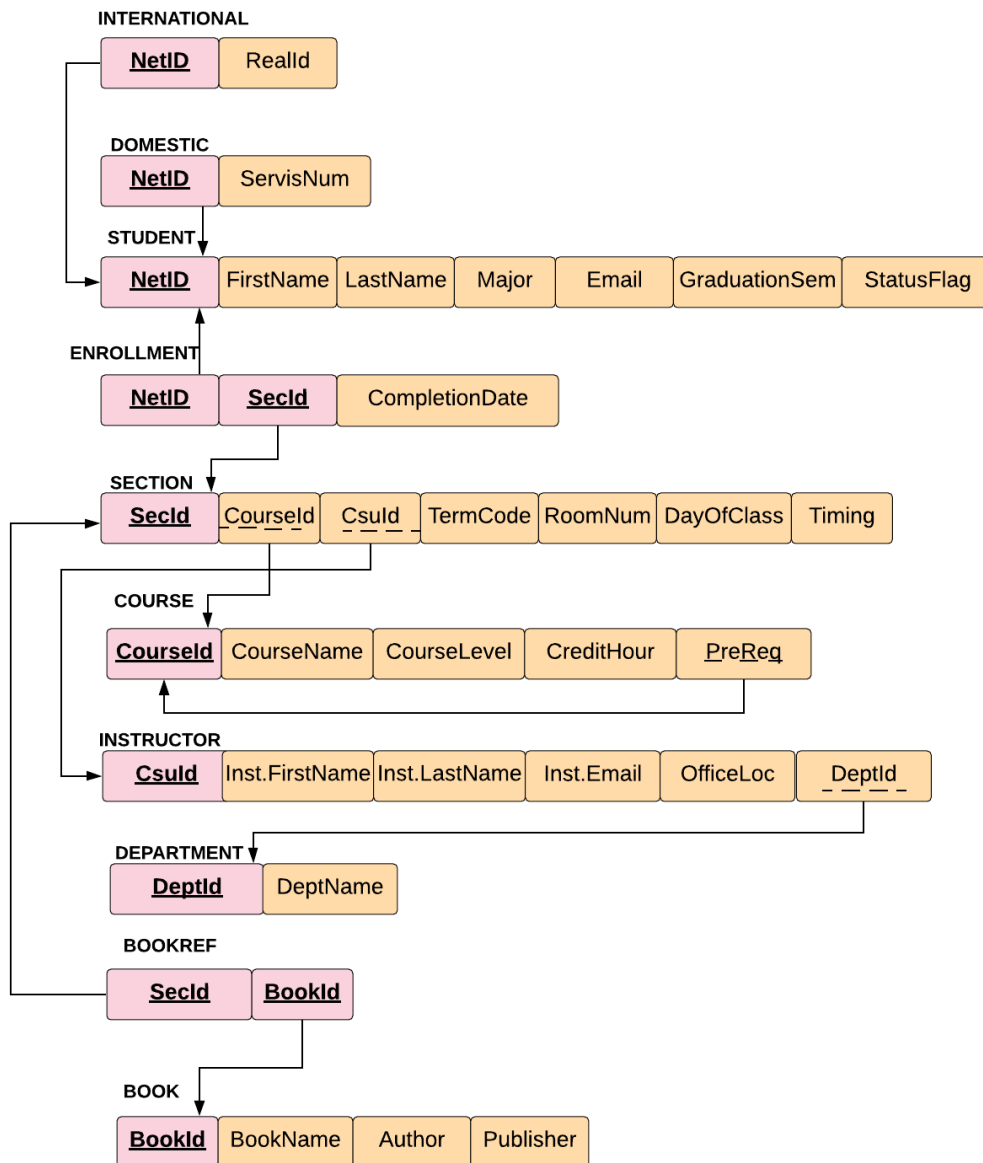 INTERNATIONAL
NetID RealId
DOMESTIC
NetID ServisNum
STUDENT
NetID FirstName LastName Major Email GraduationSem StatusFlag
ENROLLMENT
NetID SecId CompletionDate
SECTION
SecId CourseId CsuId TermCode RoomNum DayOfClass Timing
COURSE
CourseId CourseName CourseLevel CreditHour PreReq
INSTRUCTOR
CsuId Inst.FirstName Inst.LastName Inst.Email OfficeLoc DeptId
DEPARTMENT
DeptId DeptName
BOOKREF
SecId BookId
BOOK
BookId BookName Author Publisher